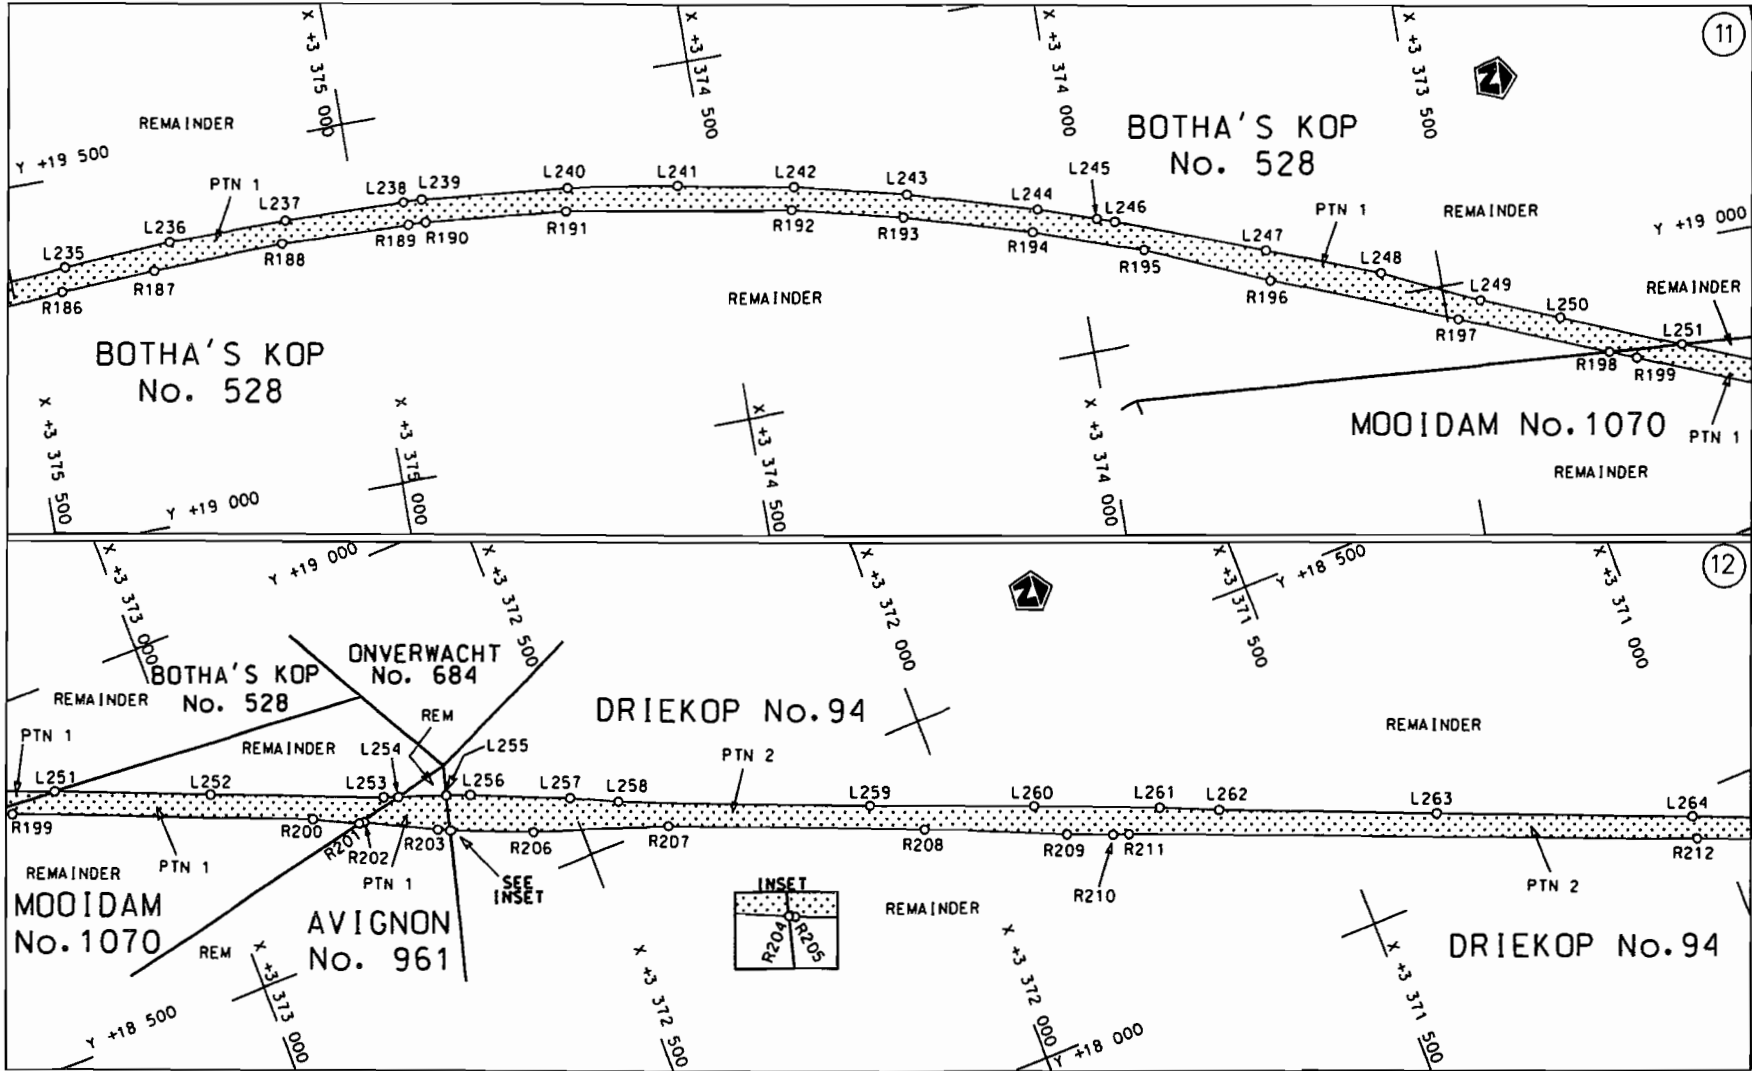 11
X +3 375 000
X +3 374 500
X +3 374 000
X +3 373 500
REMAINDER
BOTHA'S KOP
No. 528
Y +19 500
PTN 1
L235
L236
L237
L238
L239
L240
L241
L242
L243
L244
L245
L246
L247
L248
L249
L250
L251
PTN 1
REMAINDER
Y +19 000
REMAINDER
R186
R187
R188
R189
R190
R191
R192
R193
R194
R195
R196
R197
R198
R199
REMAINDER
BOTHA'S KOP
No. 528
MOOIDAM No.1070
PTN 1
REMAINDER
X +3 375 500
X +3 375 000
X +3 374 500
X +3 374 000
Y +19 000
12
X +3 373 000
Y +19 000
X +3 372 500
X +3 372 000
X +3 371 500
Y +18 500
X +3 371 000
ONVERWACHT
No. 684
BOTHA'S KOP
No. 528
REMAINDER
DRIEKOP No.94
REM
REMAINDER
PTN 1
REMAINDER
PTN 2
L251
L252
L253
L254
L255
L256
L257
L258
L259
L260
L261
L262
L263
L264
R199
R200
R201
R202
R203
R206
R207
R208
R209
R210
R211
R212
PTN 1
PTN 1
SEE
INSET
INSET
R204
R205
REMAINDER
MOOIDAM
No.1070
REM
AVIGNON
No. 961
REMAINDER
PTN 2
DRIEKOP No.94
Y +18 500
X +3 373 000
X +3 372 500
X +3 372 000
Y +18 000
X +3 371 500